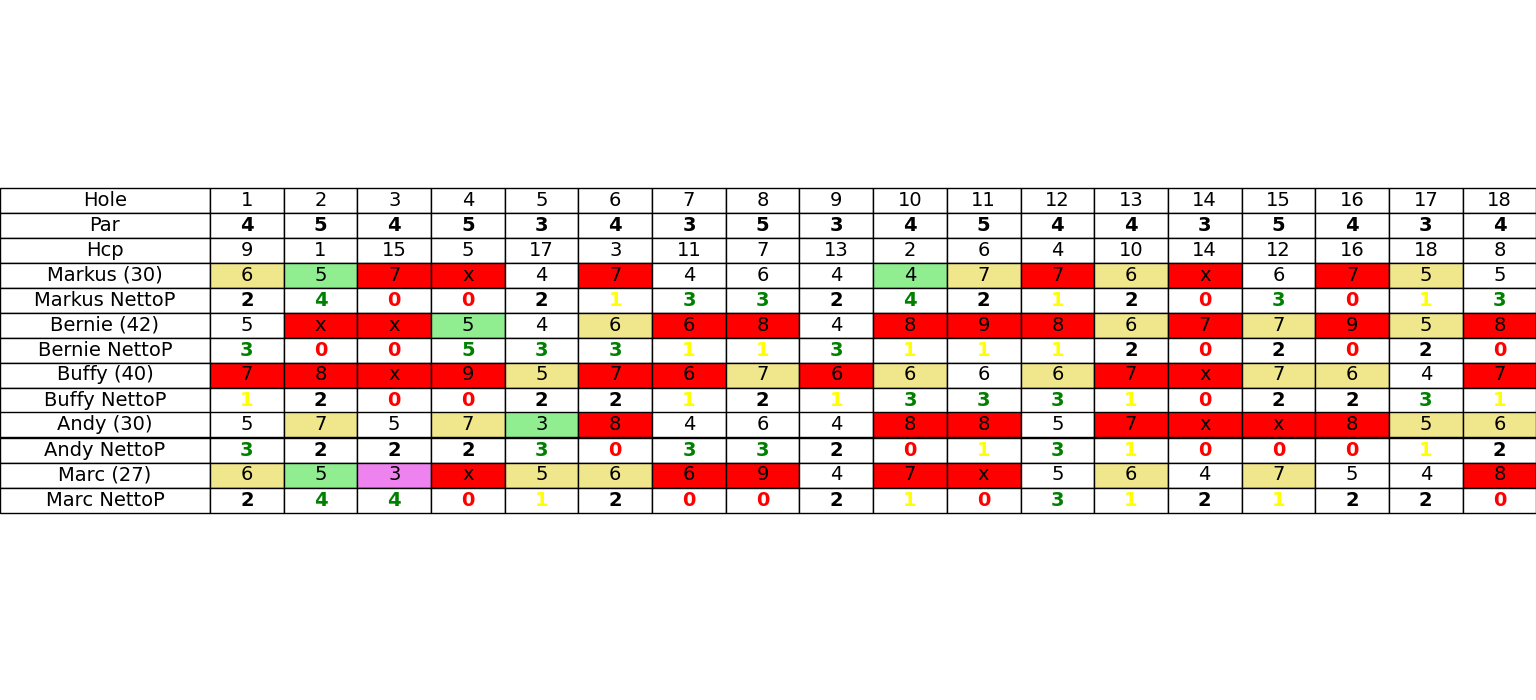 Hole 1 2 3 4 5 6 7 8 9 10 11 12 13 14 15 16 17 18
Par 4 5 4 5 3 4 3 5 3 4 5 4 4 3 5 4 3 4
Hcp 9 1 15 5 17 3 11 7 13 2 6 4 10 14 12 16 18 8
Markus (30) 6 5 7 x 4 7 4 6 4 4 7 7 6 x 6 7 5 5
Markus NettoP 2 4 0 0 2 1 3 3 2 4 2 1 2 0 3 0 1 3
Bernie (42) 5 x x 5 4 6 6 8 4 8 9 8 6 7 7 9 5 8
Bernie NettoP 3 0 0 5 3 3 1 1 3 1 1 1 2 0 2 0 2 0
Buffy (40) 7 8 x 9 5 7 6 7 6 6 6 6 7 x 7 6 4 7
Buffy NettoP 1 2 0 0 2 2 1 2 1 3 3 3 1 0 2 2 3 1
Andy (30) 5 7 5 7 3 8 4 6 4 8 8 5 7 x x 8 5 6
Andy NettoP 3 2 2 2 3 0 3 3 2 0 1 3 1 0 0 0 1 2
Marc (27) 6 5 3 x 5 6 6 9 4 7 x 5 6 4 7 5 4 8
Marc NettoP 2 4 4 0 1 2 0 0 2 1 0 3 1 2 1 2 2 0